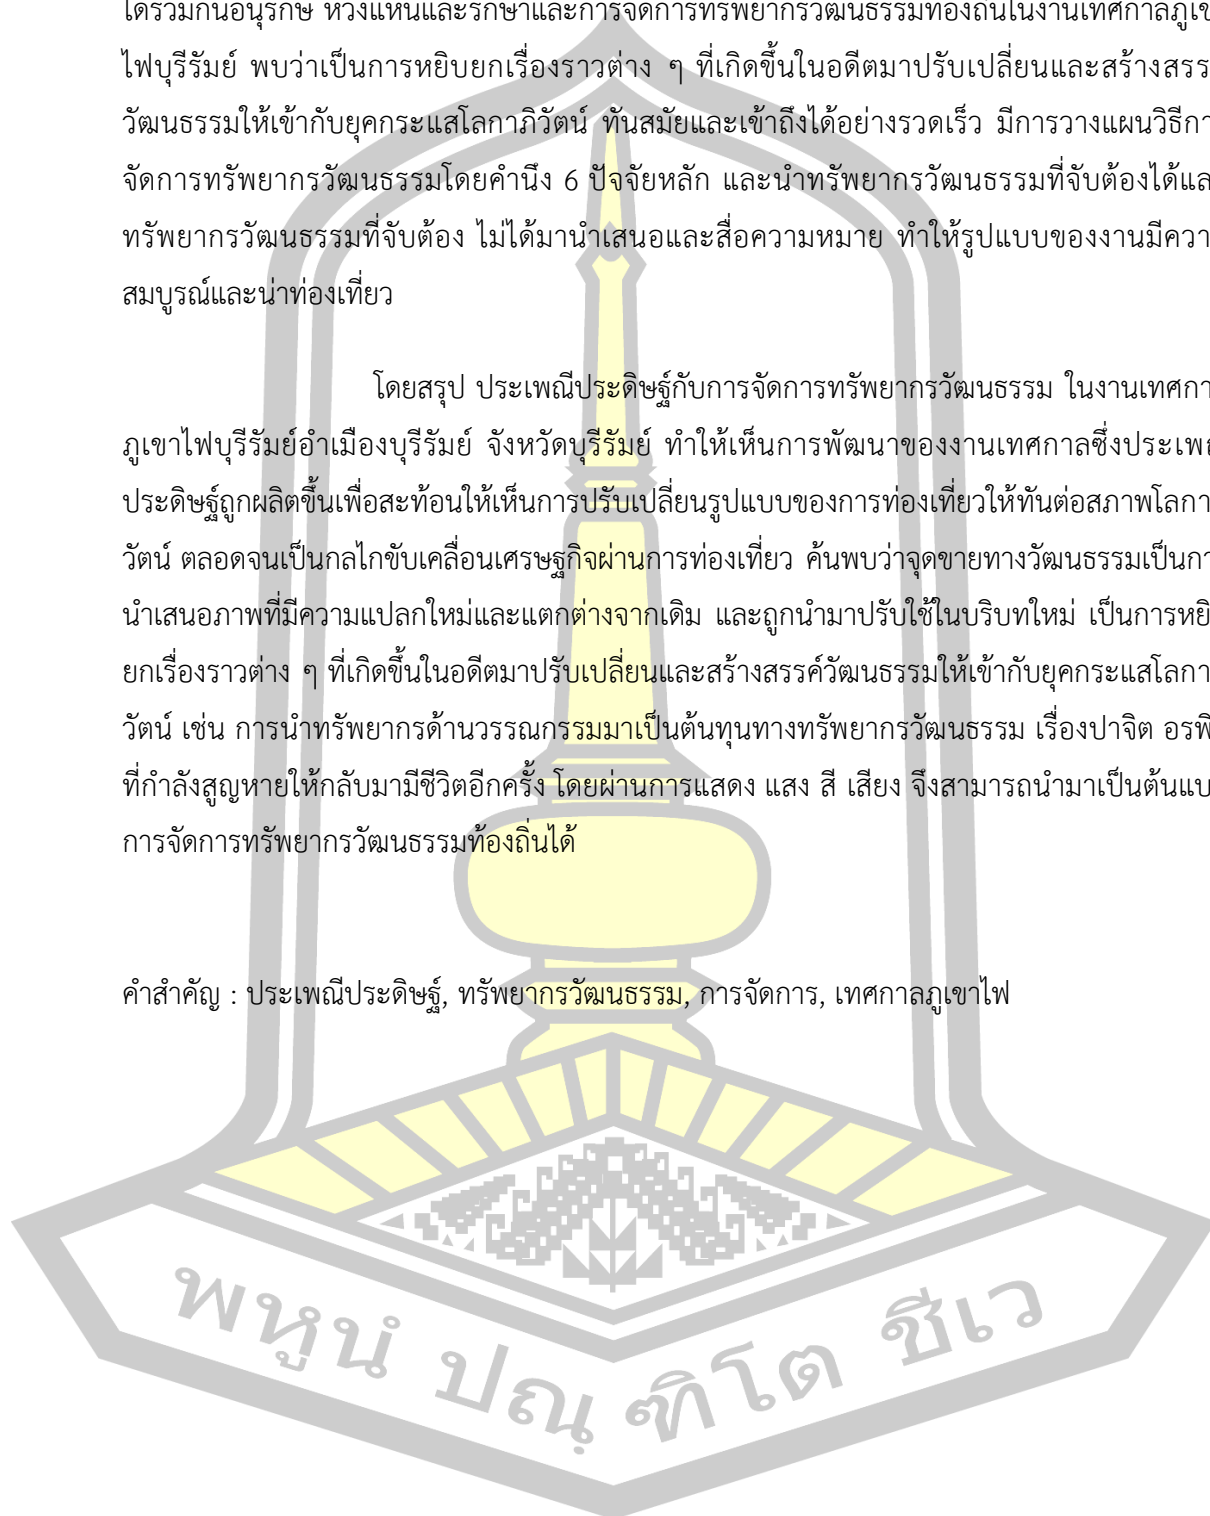 ได้ร่วมกันอนุรักษ์ หวงแหนและรักษาและการจัดการทรัพยากรวัฒนธรรมท้องถิ่นในงานเทศกาลภูเข
ไฟบุรีรัมย์ พบว่าเป็นการหยิบยกเรื่องราวต่าง ๆ ที่เกิดขึ้นในอดีตมาปรับเปลี่ยนและสร้างสรร
วัฒนธรรมให้เข้ากับยุคกระแสโลกาภิวัตน์ ทันสมัยและเข้าถึงได้อย่างรวดเร็ว มีการวางแผนวิธีกา
จัดการทรัพยากรวัฒนธรรมโดยคำนึง 6 ปัจจัยหลัก และนำทรัพยากรวัฒนธรรมที่จับต้องได้แล
ทรัพยากรวัฒนธรรมที่จับต้อง ไม่ได้มานำเสนอและสื่อความหมาย ทำให้รูปแบบของงานมีควา
สมบูรณ์และน่าท่องเที่ยว
โดยสรุป ประเพณีประดิษฐ์กับการจัดการทรัพยากรวัฒนธรรม ในงานเทศกา
ภูเขาไฟบุรีรัมย์อำเมืองบุรีรัมย์ จังหวัดบุรีรัมย์ ทำให้เห็นการพัฒนาของงานเทศกาลซึ่งประเพณ
ประดิษฐ์ถูกผลิตขึ้นเพื่อสะท้อนให้เห็นการปรับเปลี่ยนรูปแบบของการท่องเที่ยวให้ทันต่อสภาพโลกา
วัตน์ ตลอดจนเป็นกลไกขับเคลื่อนเศรษฐกิจผ่านการท่องเที่ยว ค้นพบว่าจุดขายทางวัฒนธรรมเป็นกา
นำเสนอภาพที่มีความแปลกใหม่และแตกต่างจากเดิม และถูกนำมาปรับใช้ในบริบทใหม่ เป็นการหยิ
ยกเรื่องราวต่าง ๆ ที่เกิดขึ้นในอดีตมาปรับเปลี่ยนและสร้างสรรค์วัฒนธรรมให้เข้ากับยุคกระแสโลกา
วัตน์ เช่น การนำทรัพยากรด้านวรรณกรรมมาเป็นต้นทุนทางทรัพยากรวัฒนธรรม เรื่องปาจิต อรพิ
ที่กำลังสูญหายให้กลับมามีชีวิตอีกครั้ง โดยผ่านการแสดง แสง สี เสียง จึงสามารถนำมาเป็นต้นแบ
การจัดการทรัพยากรวัฒนธรรมท้องถิ่นได้
คำสำคัญ : ประเพณีประดิษฐ์, ทรัพยากรวัฒนธรรม, การจัดการ, เทศกาลภูเขาไฟ
พหูนํ ปณฺฑิโต ชีเว